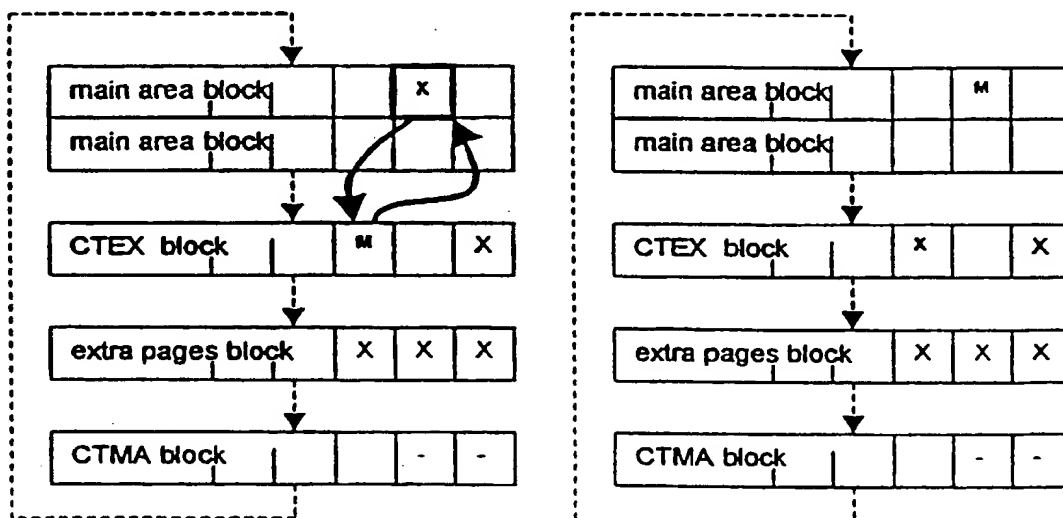 main area block X
main area block
CTEX block M X
extra pages block X X X
CTMA block - -
main area block M
main area block
CTEX block X X
extra pages block X X X
CTMA block - -